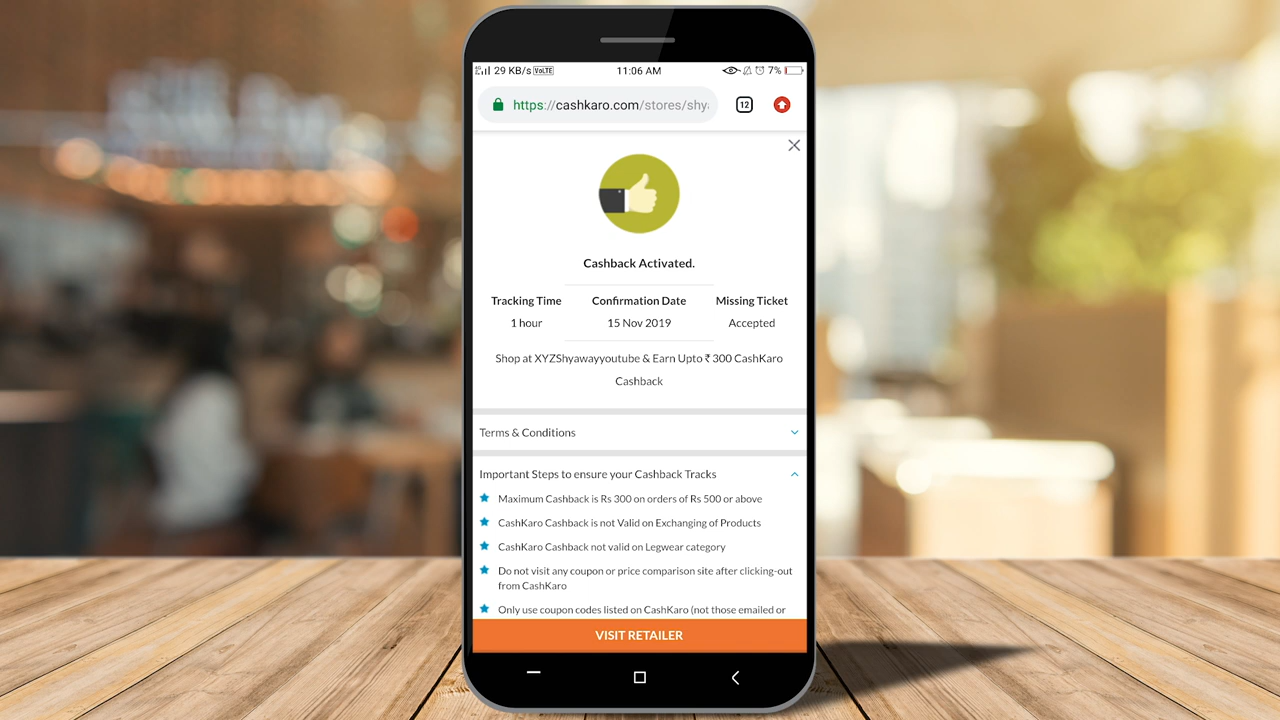 29 KB/s VoLTE 11:06 AM 7%
https://cashkaro.com/stores/shy 12
Cashback Activated.
Tracking Time Confirmation Date Missing Ticket
1 hour 15 Nov 2019 Accepted
Shop at XYZShyawayyoutube & Earn Upto ₹ 300 CashKaro
Cashback
Terms & Conditions
Important Steps to ensure your Cashback Tracks
Maximum Cashback is Rs 300 on orders of Rs 500 or above
CashKaro Cashback is not Valid on Exchanging of Products
CashKaro Cashback not valid on Legwear category
Do not visit any coupon or price comparison site after clicking-out
from CashKaro
Only use coupon codes listed on CashKaro (not those emailed or
VISIT RETAILER